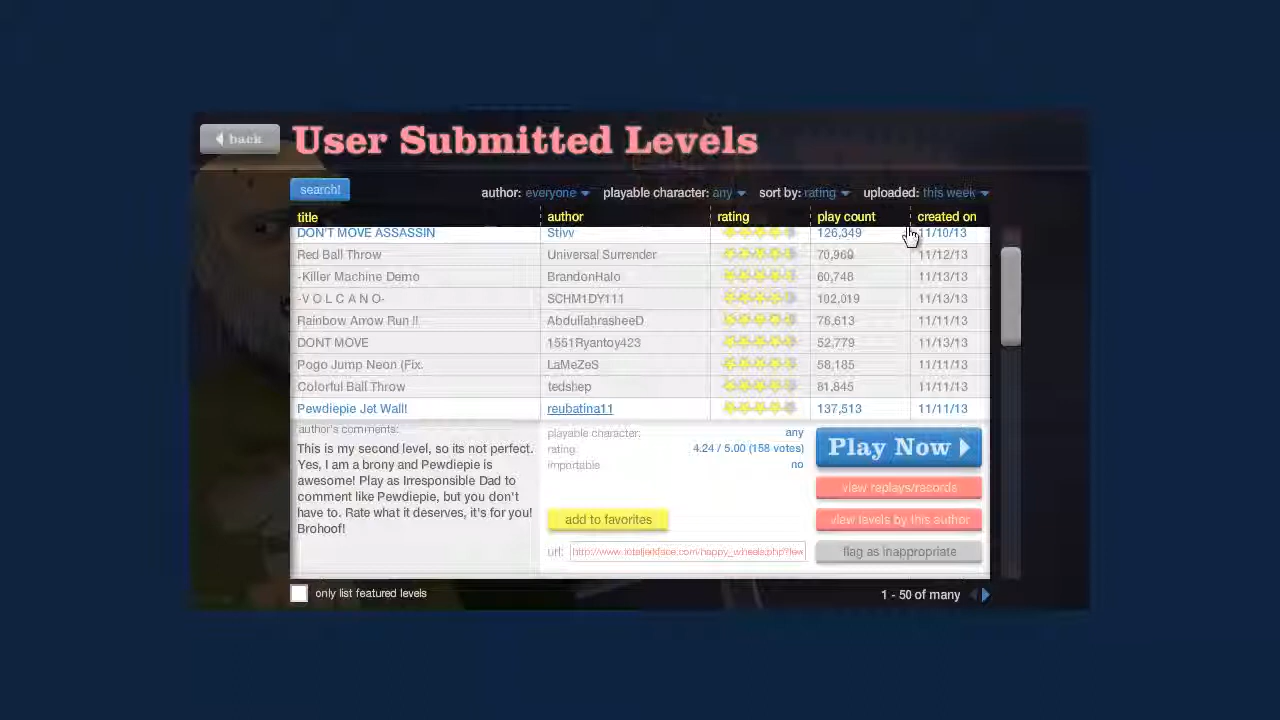 back
User Submitted Levels
search!
author: everyone playable character: any sort by: rating uploaded: this week
title author rating play count created on
DON'T MOVE ASSASSIN Stivv 126,349 11/10/13
Red Ball Throw Universal Surrender 70,969 11/12/13
-Killer Machine Demo BrandonHalo 60,748 11/13/13
-V O L C A N O- SCHM1DY111 102,019 11/13/13
Rainbow Arrow Run !! AbdullahrasheeD 76,613 11/11/13
DONT MOVE 1551Ryantoy423 52,779 11/13/13
Pogo Jump Neon (Fix. LaMeZeS 58,185 11/11/13
Colorful Ball Throw tedshep 81,845 11/11/13
Pewdiepie Jet Wall! reubatina11 137,513 11/11/13
author's comments:
This is my second level, so its not perfect.
Yes, I am a brony and Pewdiepie is
awesome! Play as Irresponsible Dad to
comment like Pewdiepie, but you don't
have to. Rate what it deserves, it's for you!
Brohoof!
playable character: any
rating: 4.24 / 5.00 (158 votes)
importable no
add to favorites
url: http://www.totaljerkface.com/happy_wheels.php?lev
Play Now
view replays/records
view levels by this author
flag as inappropriate
only list featured levels
1 - 50 of many